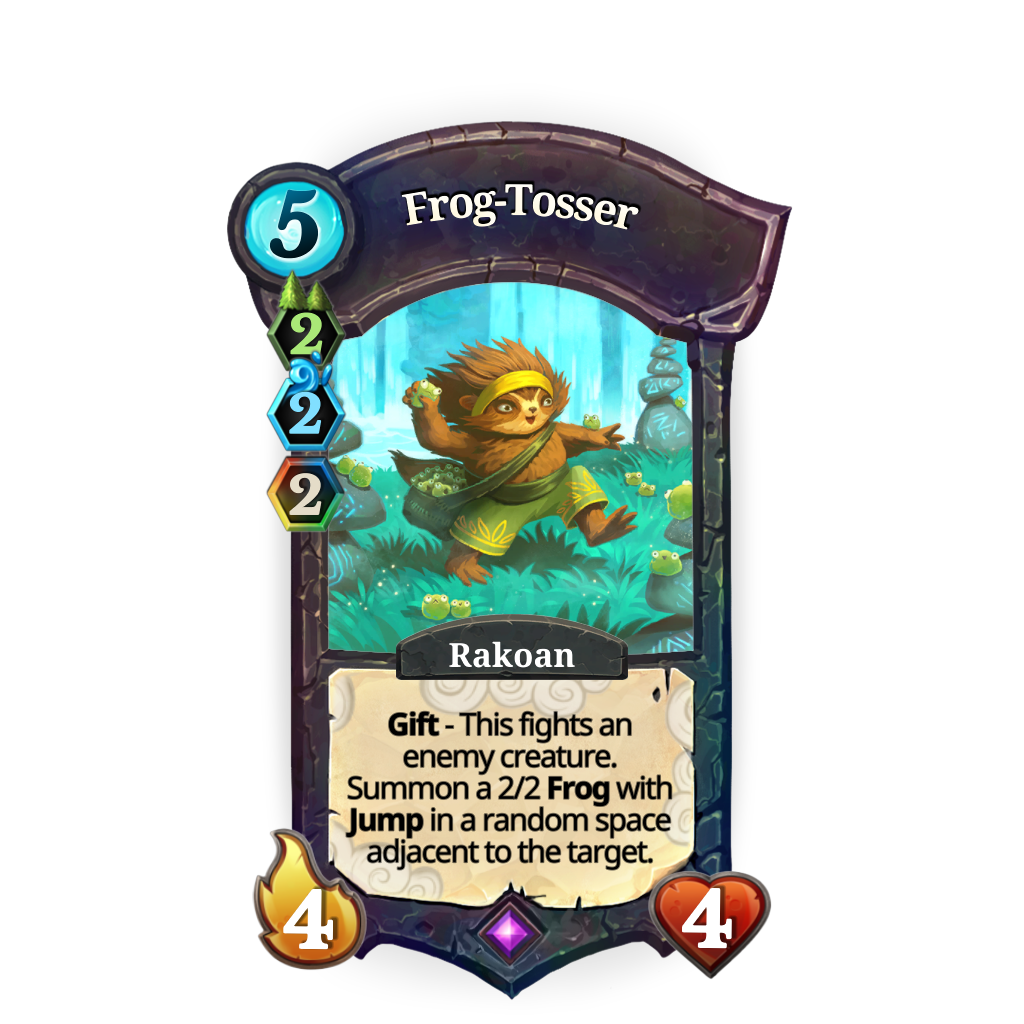 5
Frog-Tosser
2
2
2
Rakoan
Gift - This fights an
enemy creature.
Summon a 2/2 Frog with
Jump in a random space
adjacent to the target.
4
4